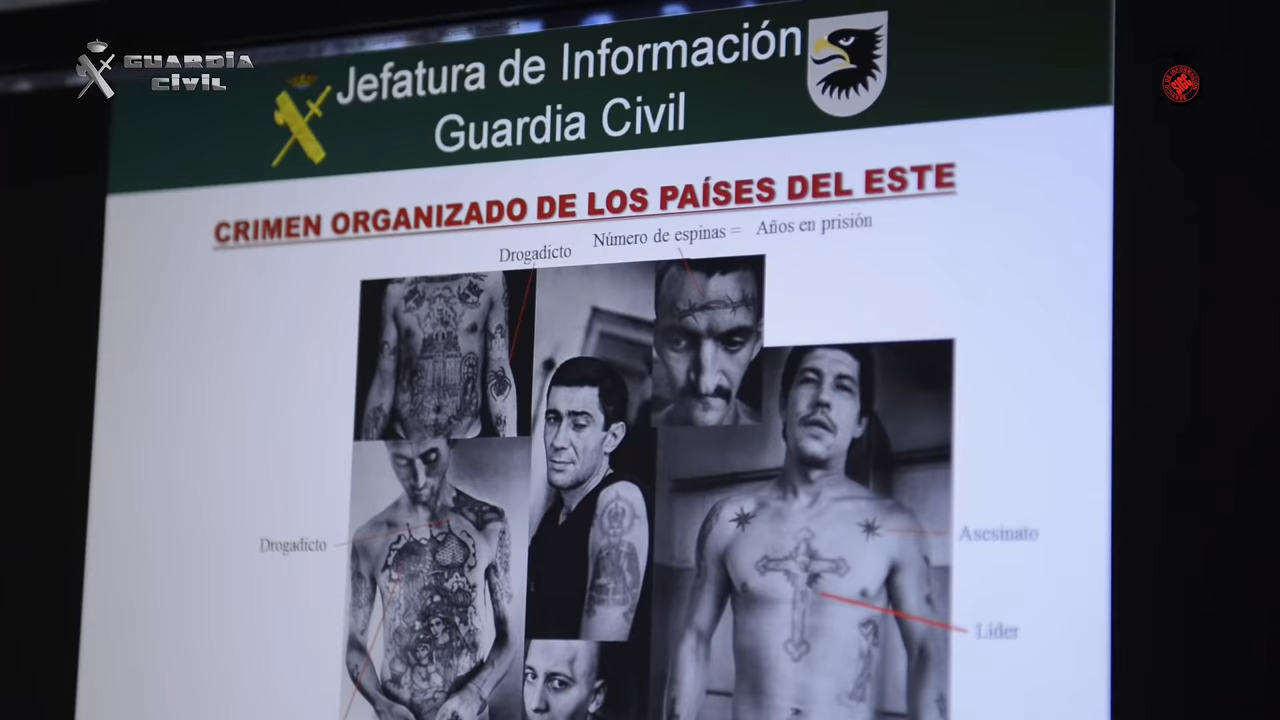 GUARDIA
CIVIL
Jefatura de Información
Guardia Civil
CRIMEN ORGANIZADO DE LOS PAÍSES DEL ESTE
Drogadicto
Número de espinas = Años en prisión
Drogadicto
Asesinato
Líder